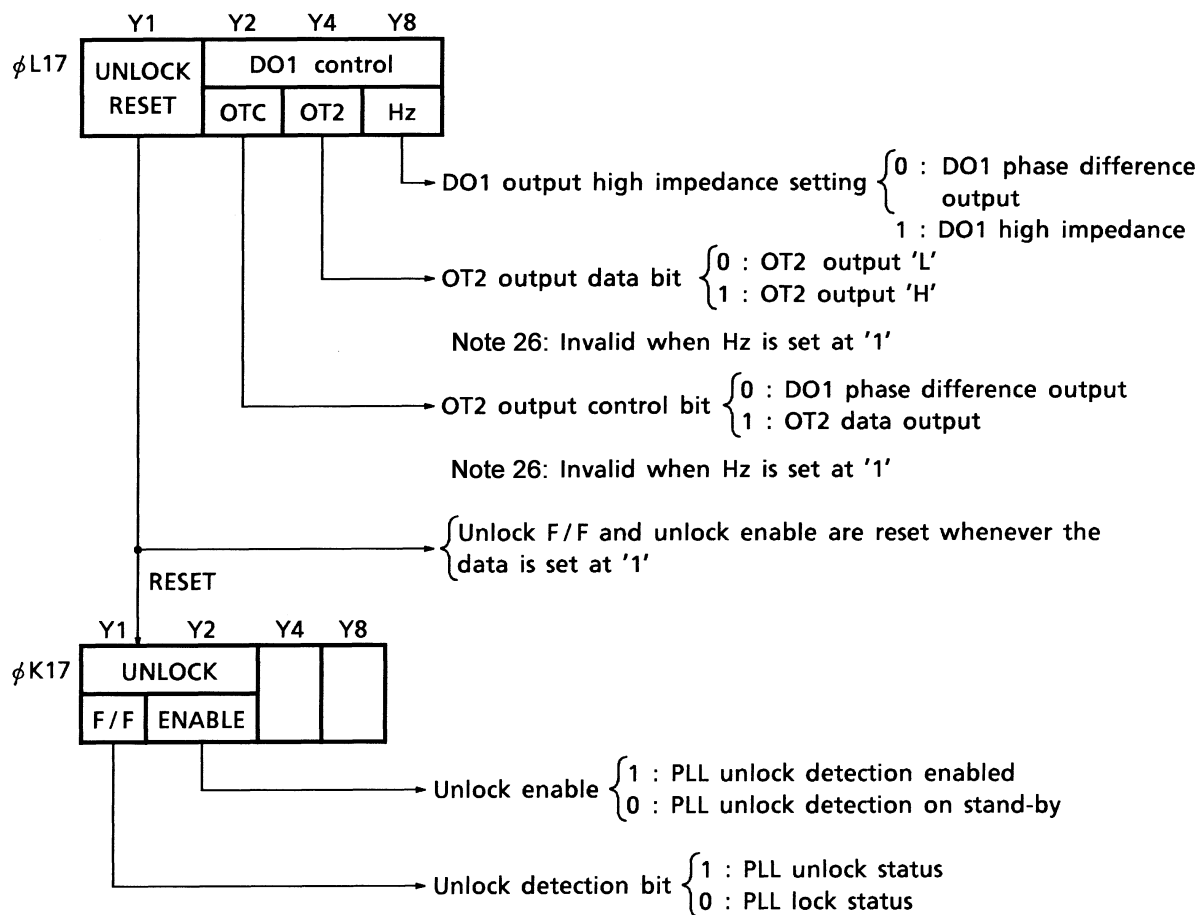 Y1 Y2 Y4 Y8
ϕL17 UNLOCK RESET DO1 control
OTC OT2 Hz
DO1 output high impedance setting { 0 : DO1 phase difference
output
1 : DO1 high impedance
OT2 output data bit { 0 : OT2 output 'L'
1 : OT2 output 'H'
Note 26: Invalid when Hz is set at '1'
OT2 output control bit { 0 : DO1 phase difference output
1 : OT2 data output
Note 26: Invalid when Hz is set at '1'
{ Unlock F/F and unlock enable are reset whenever the
data is set at '1'
RESET
Y1 Y2 Y4 Y8
ϕK17 UNLOCK
F/F ENABLE
Unlock enable { 1 : PLL unlock detection enabled
0 : PLL unlock detection on stand-by
Unlock detection bit { 1 : PLL unlock status
0 : PLL lock status